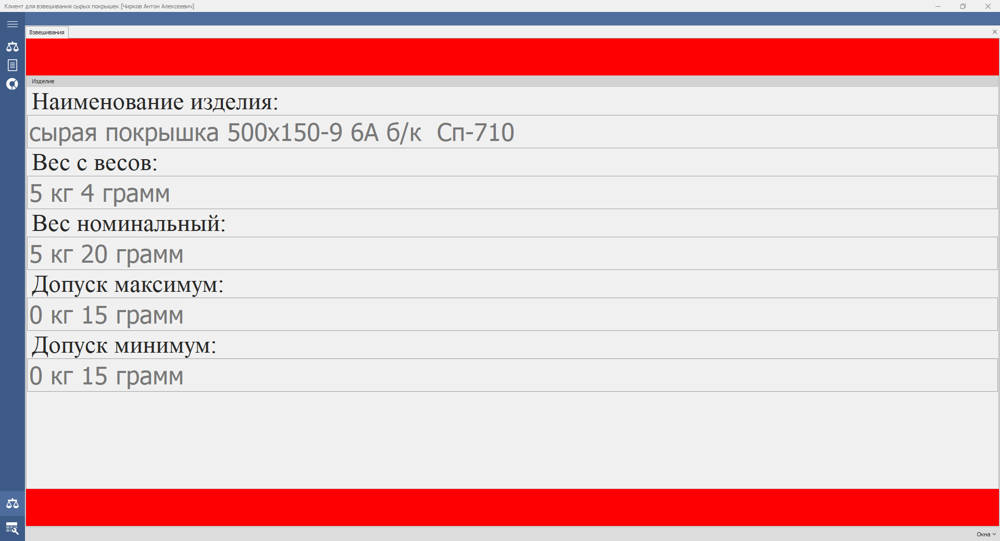 Клиент для взвешивания сырых покрышек [Чирков Антон Алексеевич]
Взвешивания
Изделие
Наименование изделия:
сырая покрышка 500х150-9 6А б/к  Сп-710
Вес с весов:
5 кг 4 грамм
Вес номинальный:
5 кг 20 грамм
Допуск максимум:
0 кг 15 грамм
Допуск минимум:
0 кг 15 грамм
Окна